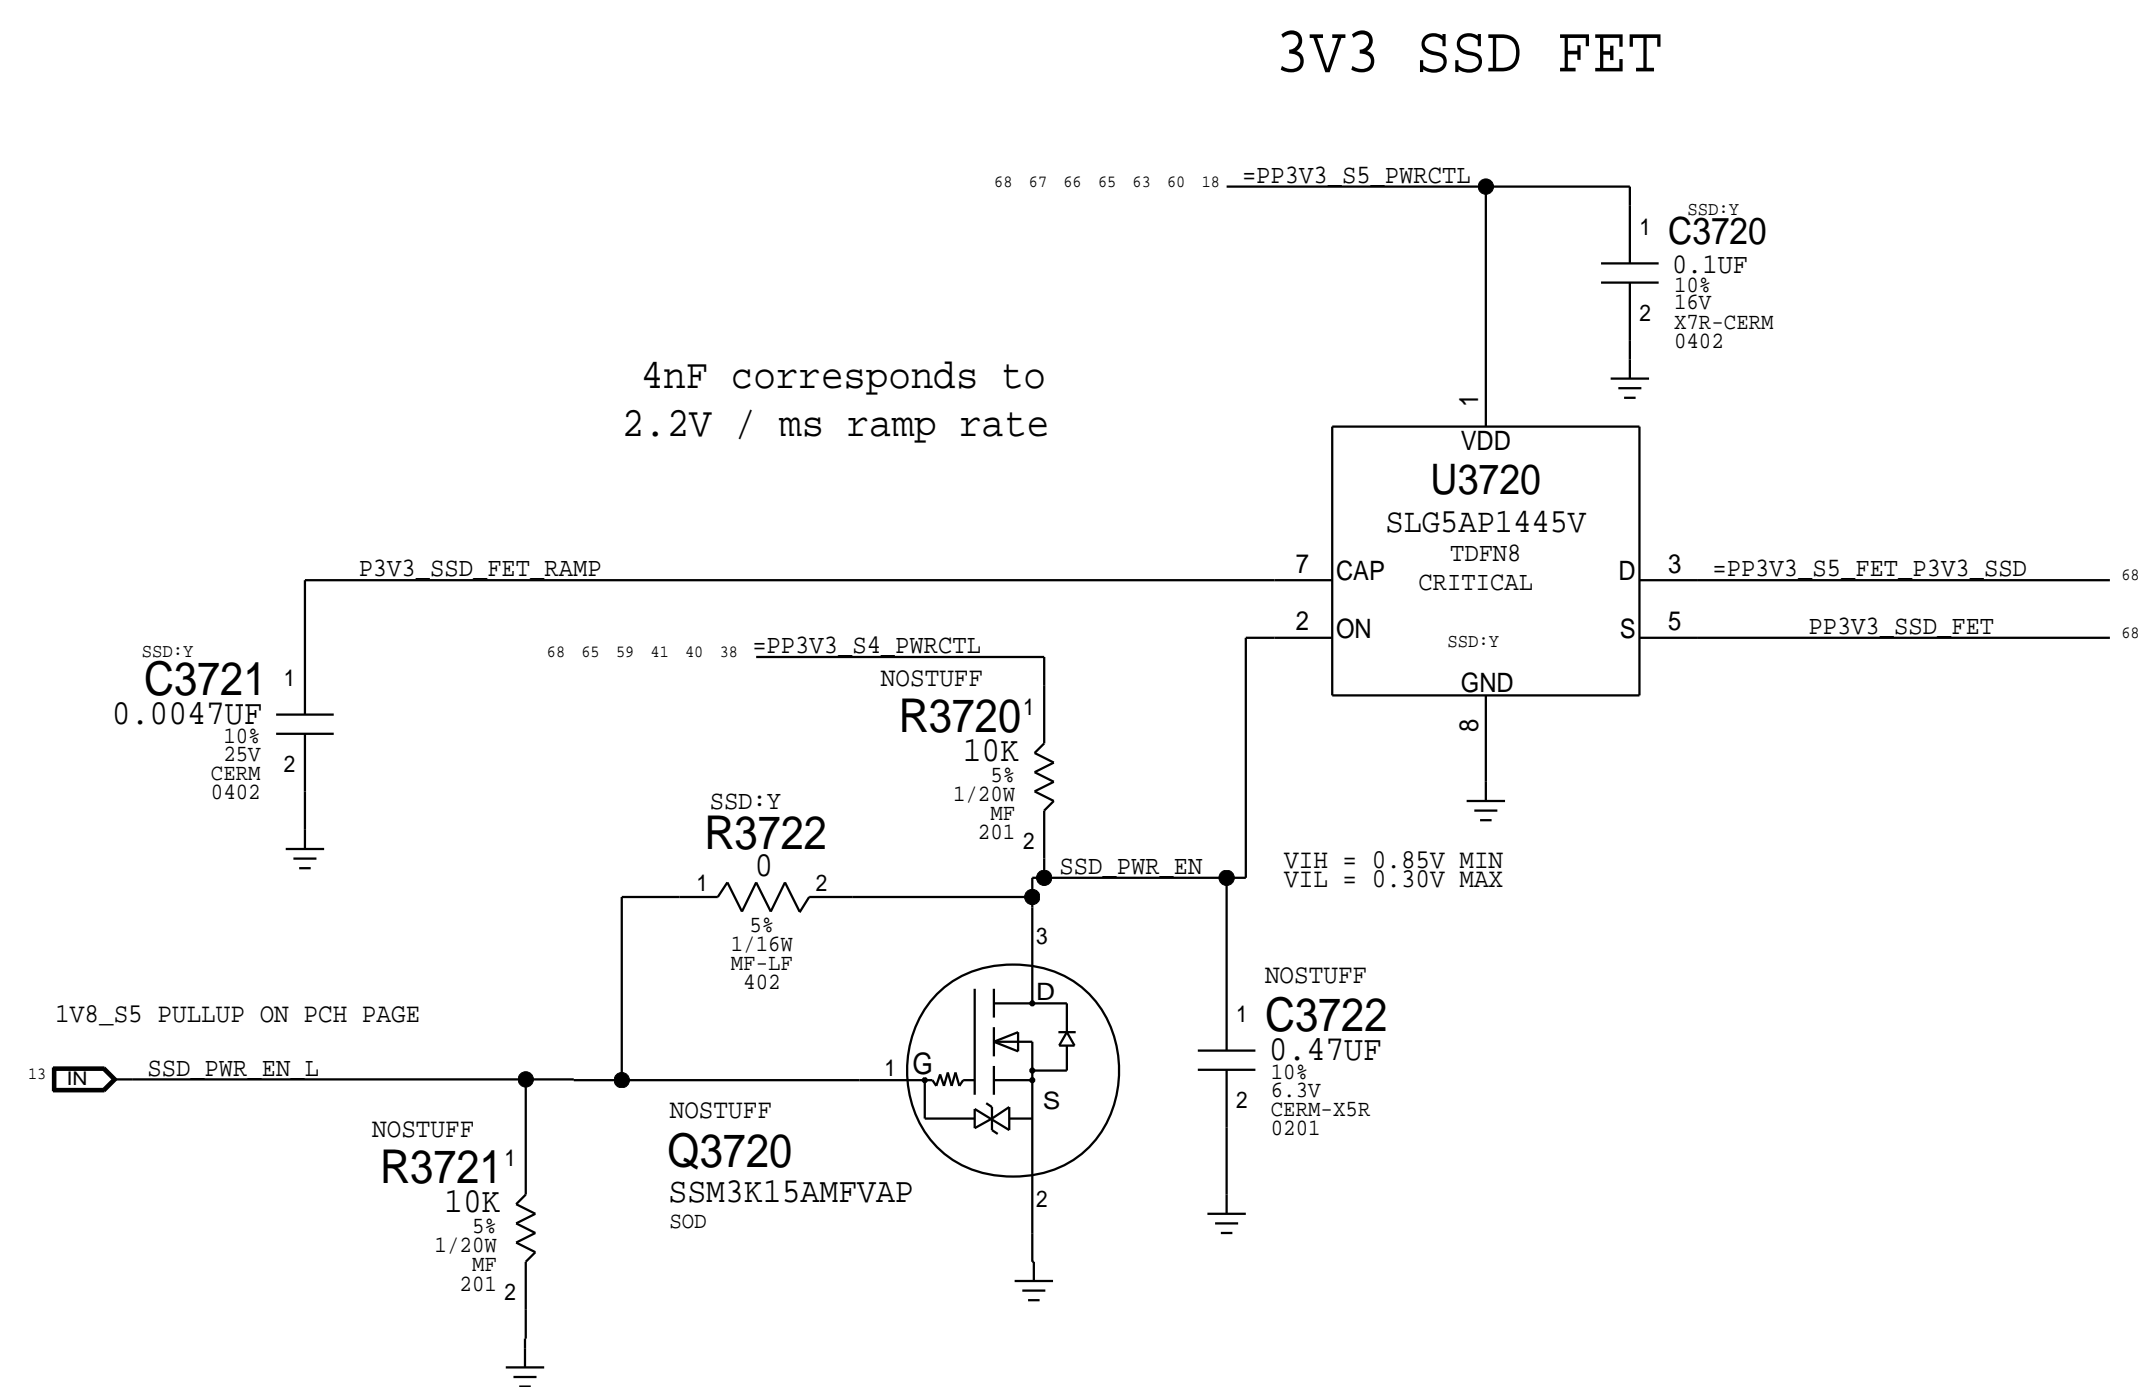 3V3 SSD FET
68 67 66 65 63 60 18 =PP3V3_S5_PWRCTL
SSD:Y
1
C3720
0.1UF
10%
16V
2
X7R-CERM
0402
4nF corresponds to
2.2V / ms ramp rate
1
VDD
U3720
SLG5AP1445V
TDFN8
CRITICAL
P3V3_SSD_FET_RAMP
7
CAP
D
3
=PP3V3_S5_FET_P3V3_SSD
68
2
ON
SSD:Y
S
5
PP3V3_SSD_FET
68
GND
8
SSD:Y
C3721
1
0.0047UF
10%
25V
2
CERM
0402
68 65 59 41 40 38 =PP3V3_S4_PWRCTL
NOSTUFF
R3720
1
10K
5%
1/20W
MF
201
2
SSD:Y
R3722
0
1
2
5%
1/16W
MF-LF
402
SSD_PWR_EN
VIH = 0.85V MIN
VIL = 0.30V MAX
3
D
G
1
S
2
NOSTUFF
1
C3722
0.47UF
10%
6.3V
2
CERM-X5R
0201
1V8_S5 PULLUP ON PCH PAGE
13
IN
SSD_PWR_EN_L
NOSTUFF
Q3720
SSM3K15AMFVAP
SOD
NOSTUFF
R3721
1
10K
5%
1/20W
MF
201
2